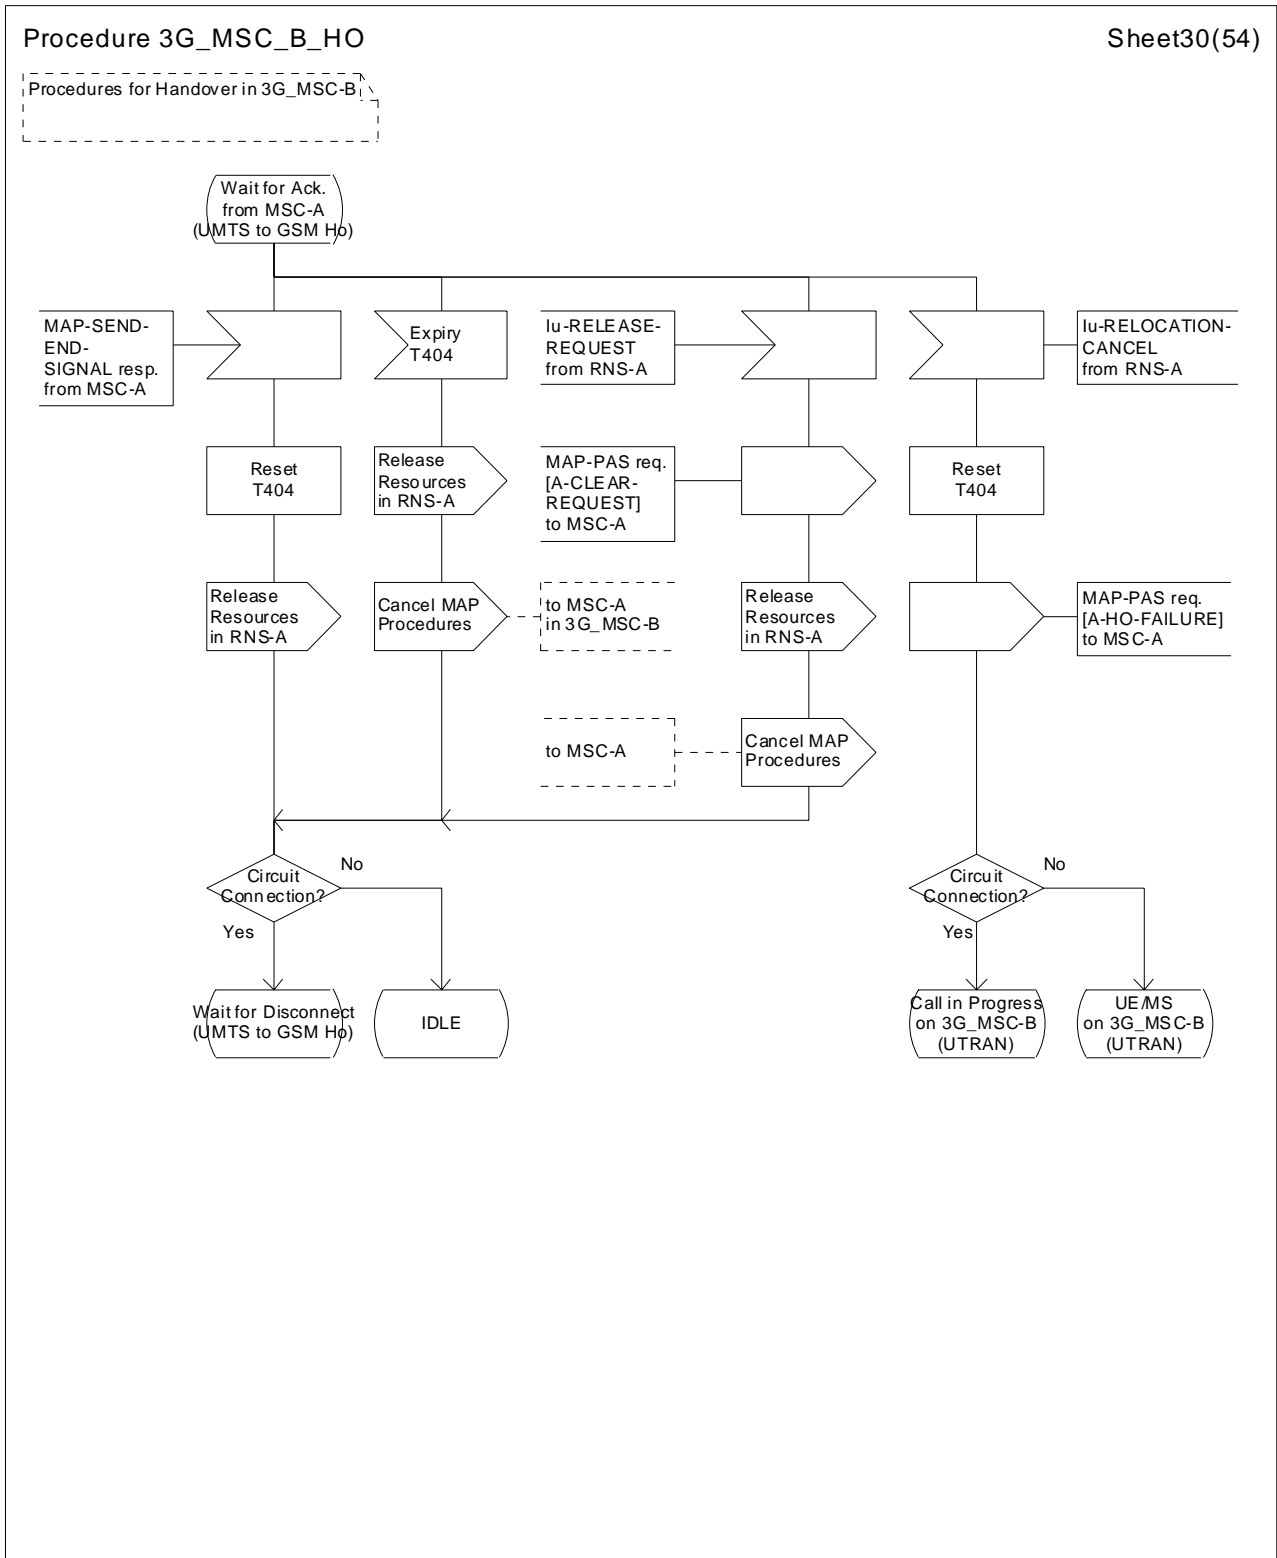 Procedure 3G_MSC_B_HO
Sheet30(54)
Procedures for Handover in 3G_MSC-B
Wait for Ack.
from MSC-A
(UMTS to GSM Ho)
MAP-SEND-
END-
SIGNAL resp.
from MSC-A
Expiry
T404
Iu-RELEASE-
REQUEST
from RNS-A
Iu-RELOCATION-
CANCEL
from RNS-A
Reset
T404
Release
Resources
in RNS-A
MAP-PAS req.
[A-CLEAR-
REQUEST]
to MSC-A
Reset
T404
Release
Resources
in RNS-A
Cancel MAP
Procedures
to MSC-A
in 3G_MSC-B
Release
Resources
in RNS-A
MAP-PAS req.
[A-HO-FAILURE]
to MSC-A
to MSC-A
Cancel MAP
Procedures
Circuit
Connection?
No
Yes
Circuit
Connection?
No
Yes
Wait for Disconnect
(UMTS to GSM Ho)
IDLE
Call in Progress
on 3G_MSC-B
(UTRAN)
UE/MS
on 3G_MSC-B
(UTRAN)